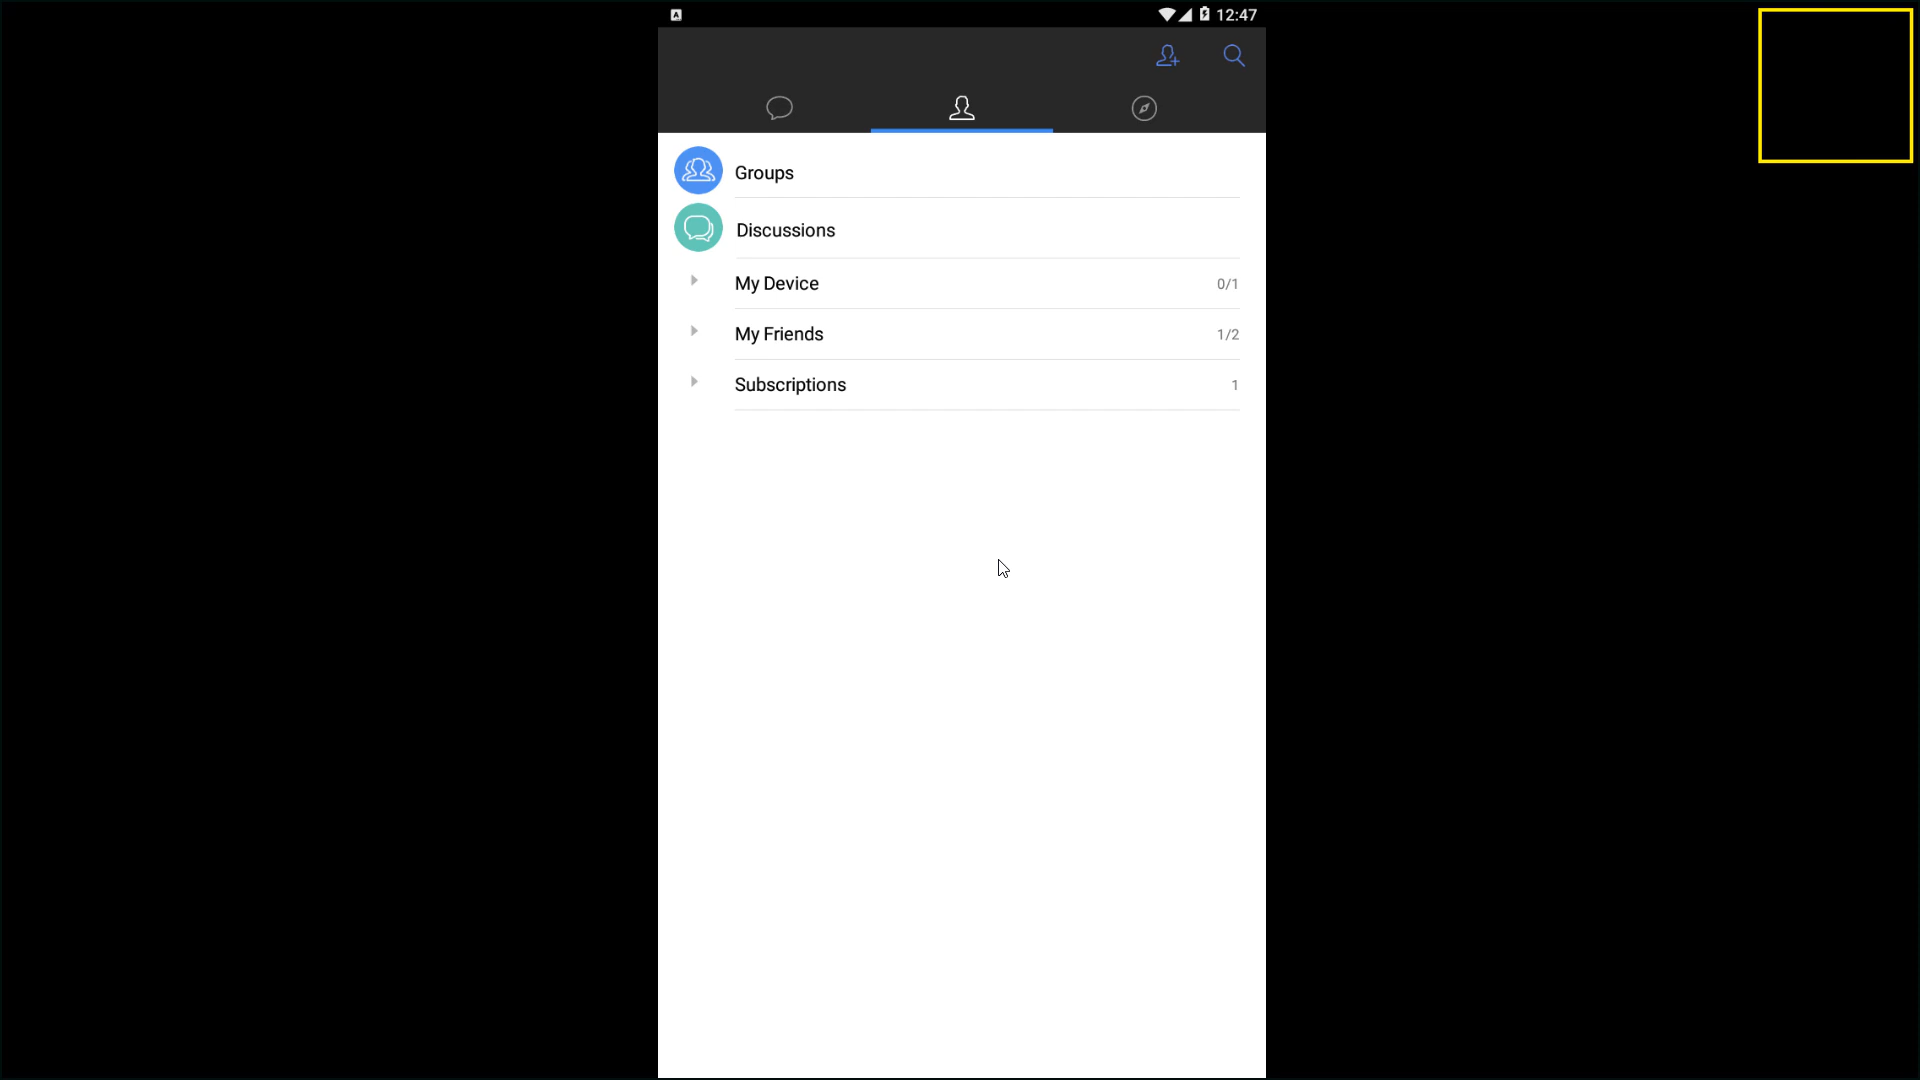 12:47
Groups
Discussions
My Device 0/1
My Friends 1/2
Subscriptions 1